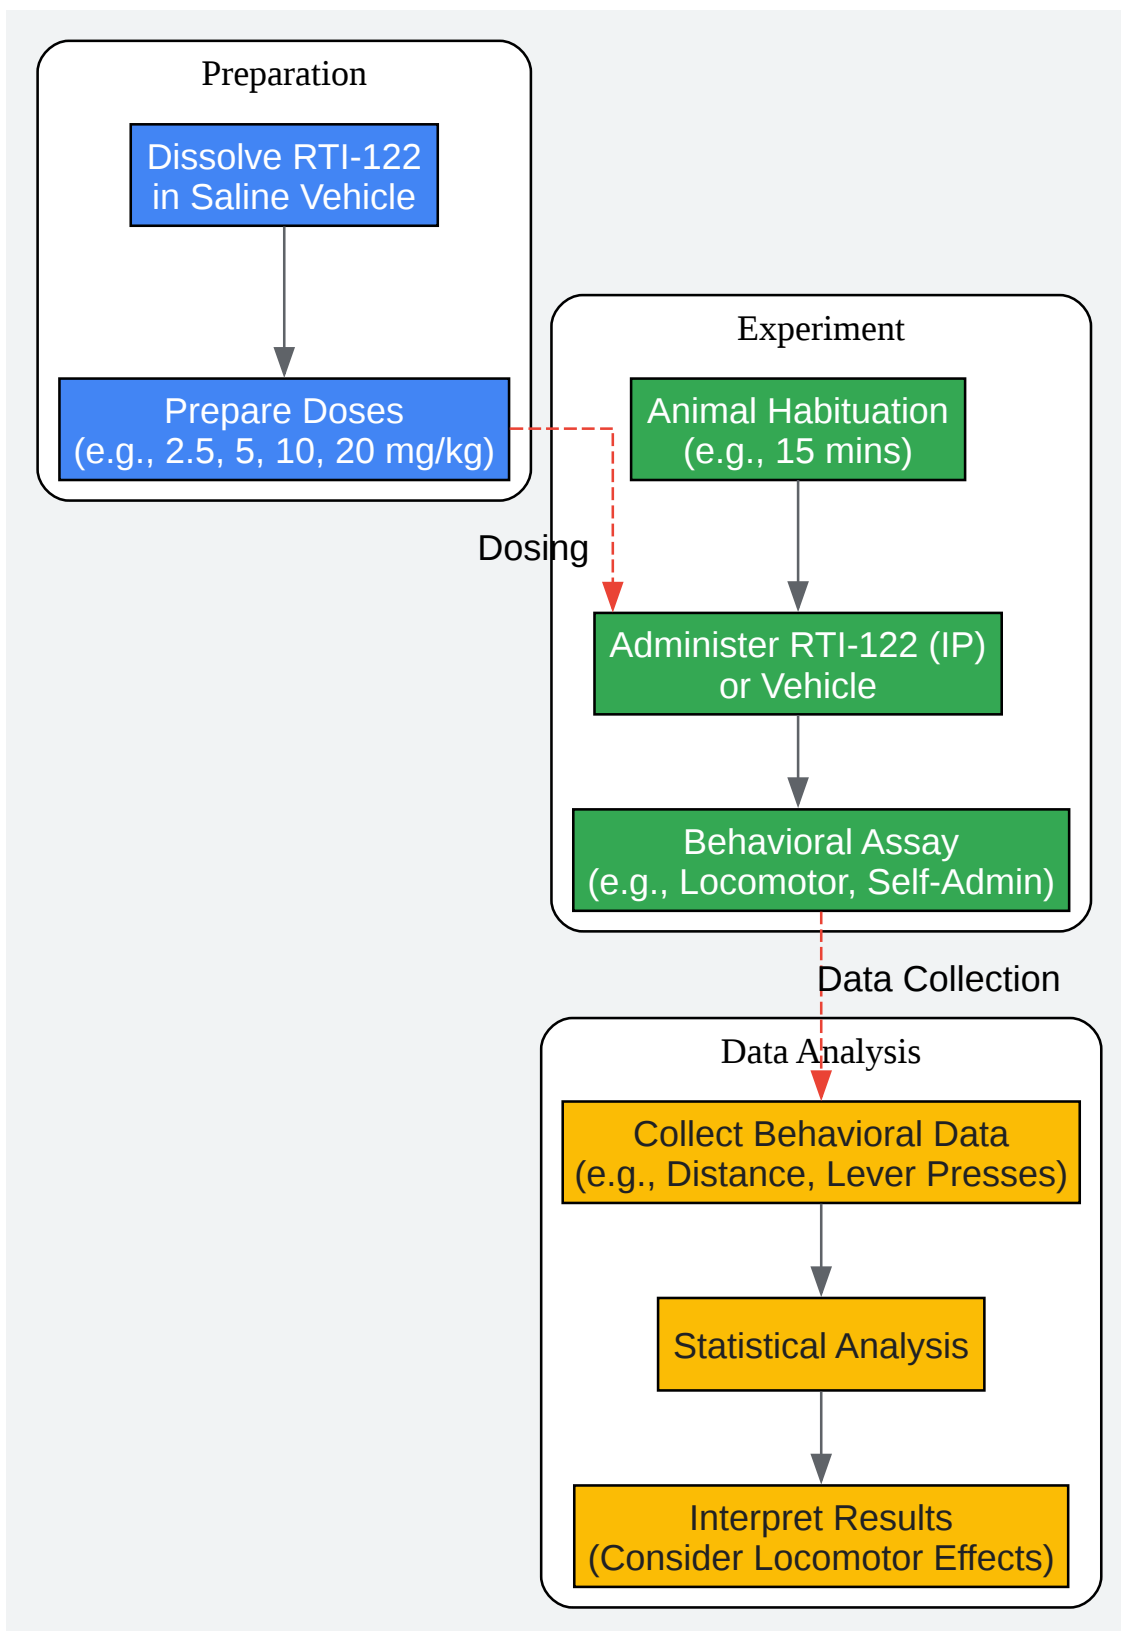 Preparation
Dissolve RTI-122
in Saline Vehicle
Prepare Doses
(e.g., 2.5, 5, 10, 20 mg/kg)
Experiment
Animal Habituation
(e.g., 15 mins)
Dosing
Administer RTI-122 (IP)
or Vehicle
Behavioral Assay
(e.g., Locomotor, Self-Admin)
Data Collection
Data Analysis
Collect Behavioral Data
(e.g., Distance, Lever Presses)
Statistical Analysis
Interpret Results
(Consider Locomotor Effects)